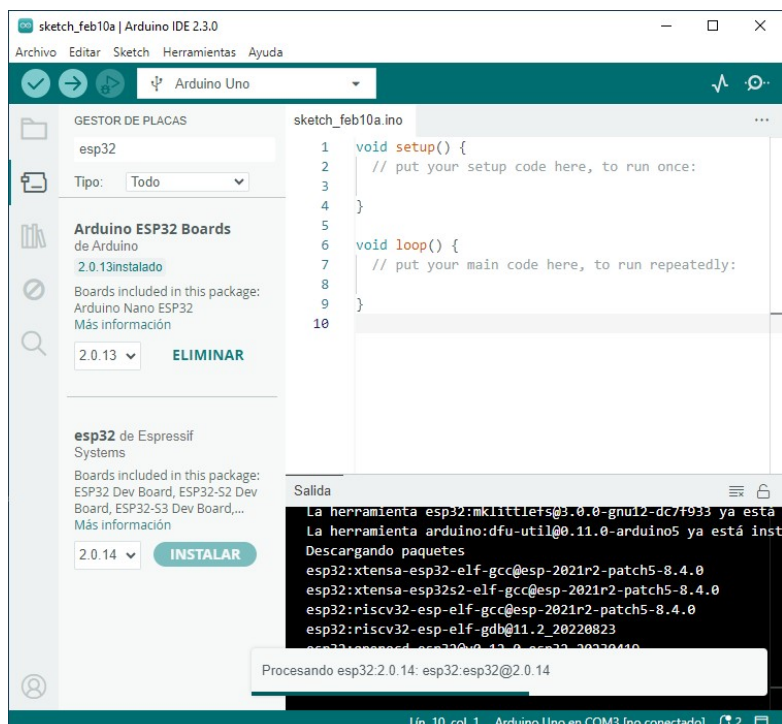 sketch_feb10a | Arduino IDE 2.3.0
Archivo Editar Sketch Herramientas Ayuda
Arduino Uno
GESTOR DE PLACAS
esp32
Tipo: Todo
Arduino ESP32 Boards
de Arduino
2.0.13instalado
Boards included in this package:
Arduino Nano ESP32
Más información
2.0.13 ELIMINAR
esp32 de Espressif
Systems
Boards included in this package:
ESP32 Dev Board, ESP32-S2 Dev
Board, ESP32-S3 Dev Board,...
Más información
2.0.14 INSTALAR
sketch_feb10a.ino
1 void setup() {
2 // put your setup code here, to run once:
3
4 }
5
6 void loop() {
7 // put your main code here, to run repeatedly:
8
9 }
10
Salida
La herramienta esp32:mklittlefs@3.0.0-gnu12-dc7f933 ya está
La herramienta arduino:dfu-util@0.11.0-arduino5 ya está inst
Descargando paquetes
esp32:xtensa-esp32-elf-gcc@esp-2021r2-patch5-8.4.0
esp32:xtensa-esp32s2-elf-gcc@esp-2021r2-patch5-8.4.0
esp32:riscv32-esp-elf-gcc@esp-2021r2-patch5-8.4.0
esp32:riscv32-esp-elf-gdb@11.2_20220823
Procesando esp32:2.0.14: esp32:esp32@2.0.14
Lín. 10, col. 1 Arduino Uno en COM3 [no conectado] 2